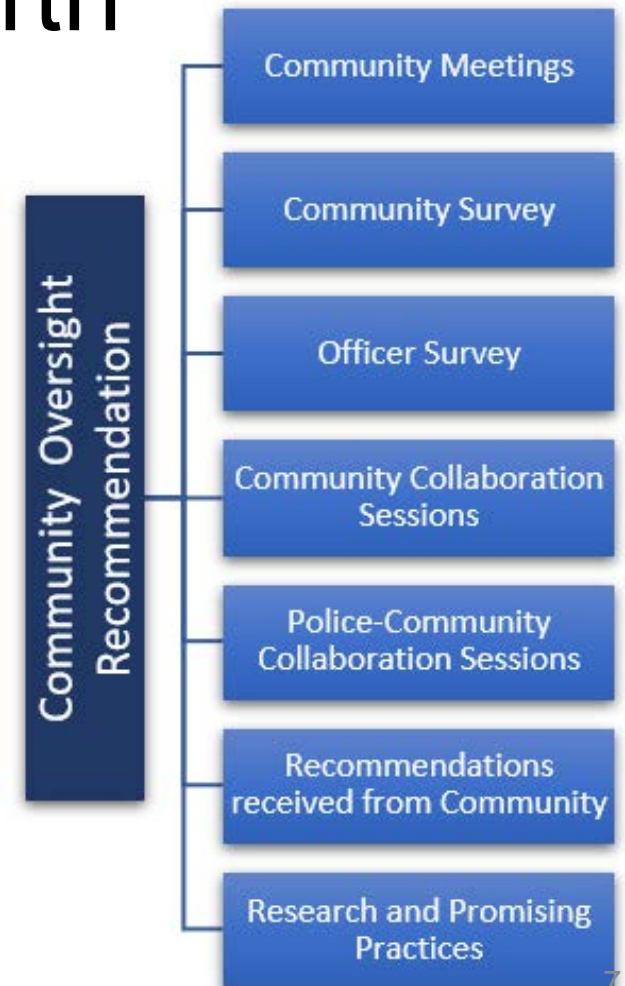 Community Oversight
Recommendation
Community Meetings
Community Survey
Officer Survey
Community Collaboration
Sessions
Police-Community
Collaboration Sessions
Recommendations
received from Community
Research and Promising
Practices
7